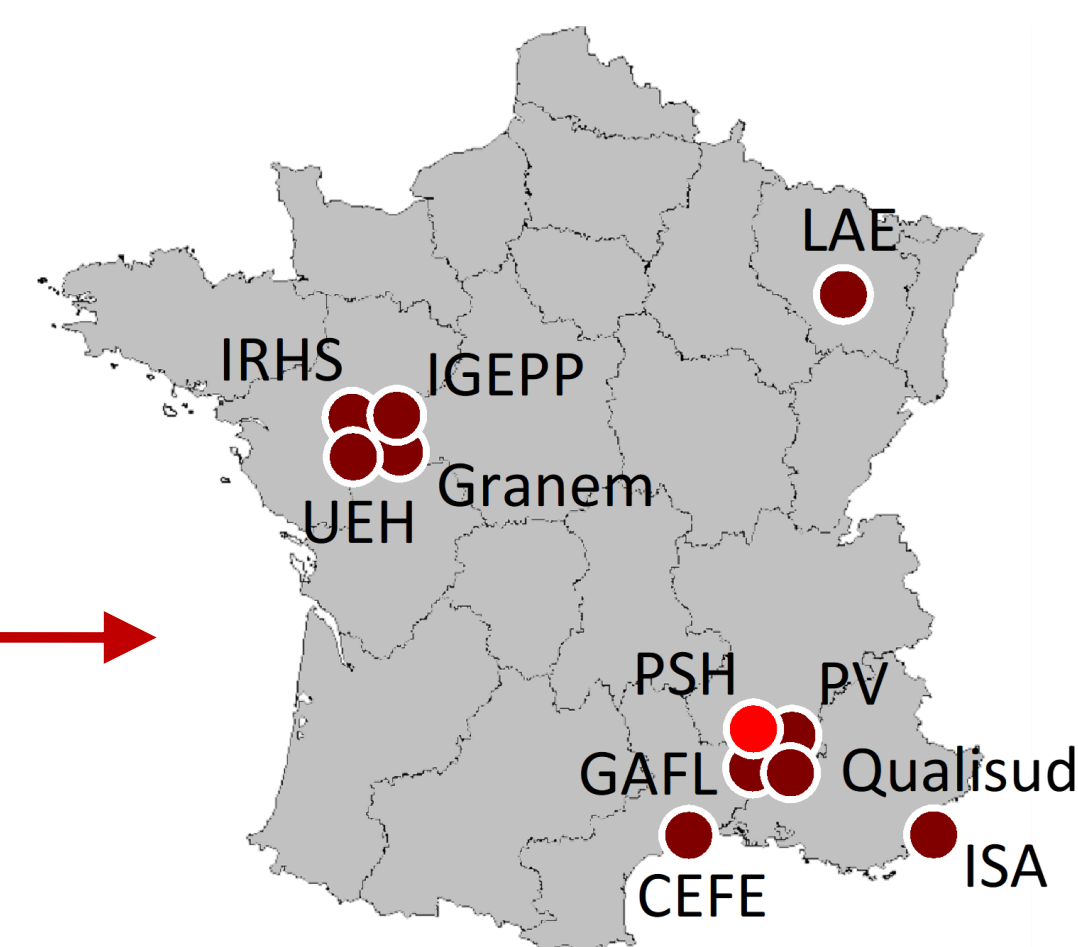 LAE
IRHS
IGEPP
Granem
UEH
PSH
PV
GAFL
Qualisud
ISA
CEFE